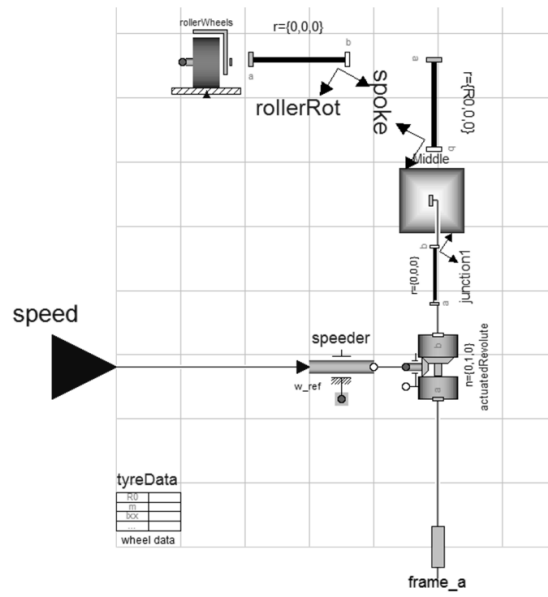 rollerWheels
r={0,0,0}
b
a
rollerRot
a
r={R0,0,0}
spoke
b
Middle
b
r={0,0,0}
junction1
a
speed
speeder
w_ref
b
n={0,1,0}
actuatedRevolute
a
tyreData
R0
m
Ixx
...
wheel data
frame_a